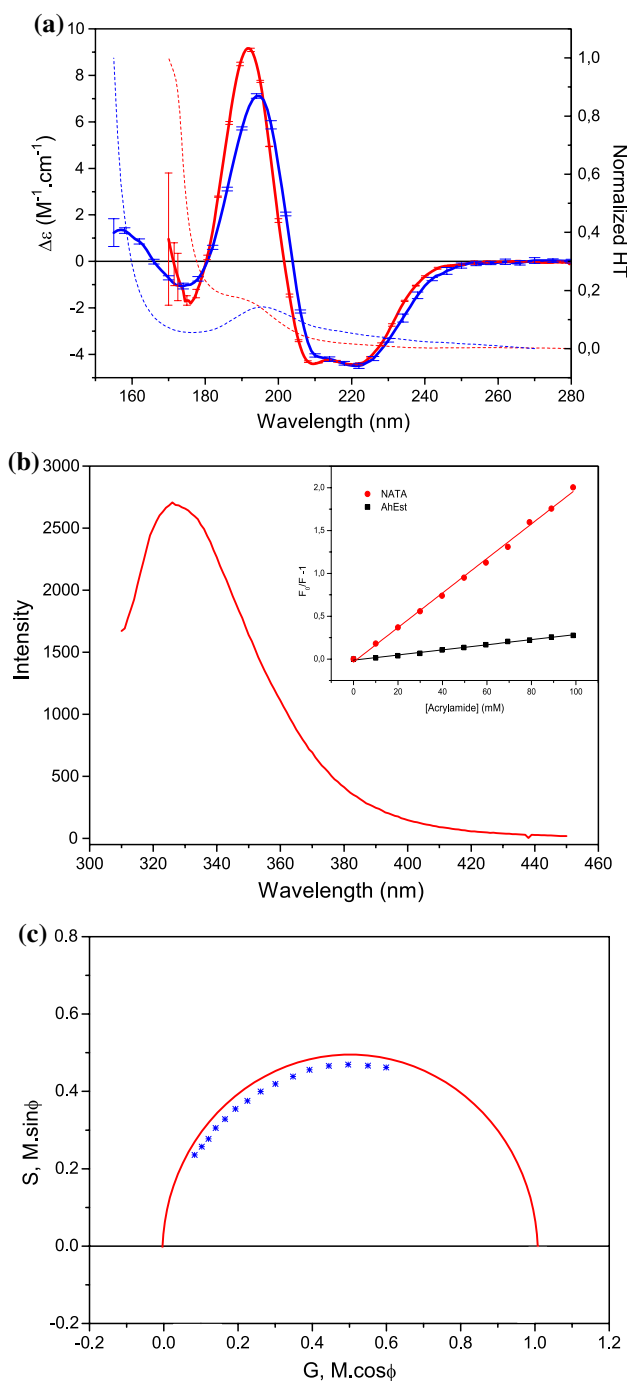 (a)
10
8
6
4
2
0
-2
-4
Δε (M⁻¹.cm⁻¹)
1,0
0,8
0,6
0,4
0,2
0,0
Normalized HT
160 180 200 220 240 260 280
Wavelength (nm)
(b)
3000
2500
2000
1500
1000
500
0
Intensity
300 320 340 360 380 400 420 440 460
Wavelength (nm)
NATA
AhEst
2,0
1,5
1,0
0,5
0,0
F₀/F -1
0 20 40 60 80 100
[Acrylamide] (mM)
(c)
0.8
0.6
0.4
0.2
0.0
-0.2
S, M.sinϕ
-0.2 0.0 0.2 0.4 0.6 0.8 1.0 1.2
G, M.cosϕ